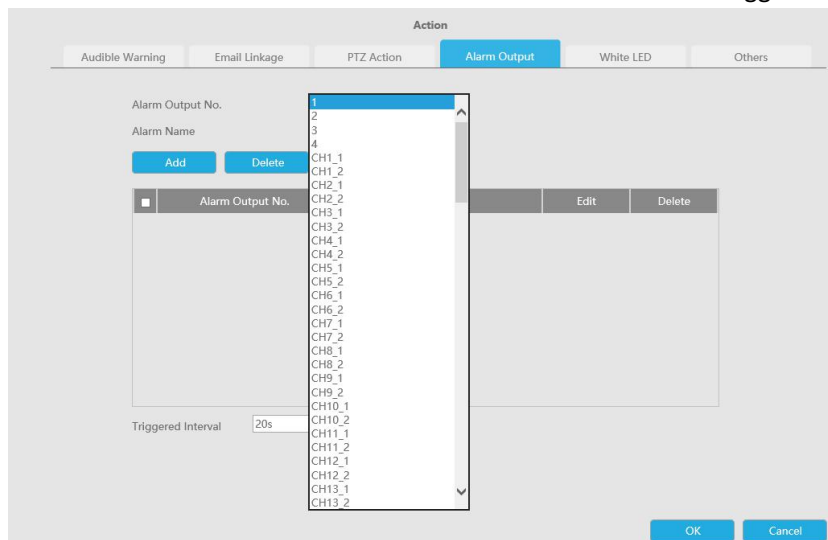 Action
Audible Warning Email Linkage PTZ Action Alarm Output White LED Others
Alarm Output No.
Alarm Name
Add Delete
1
2
3
4
CH1_1
CH1_2
CH2_1
CH2_2
CH3_1
CH3_2
CH4_1
CH4_2
CH5_1
CH5_2
CH6_1
CH6_2
CH7_1
CH7_2
CH8_1
CH8_2
CH9_1
CH9_2
CH10_1
CH10_2
CH11_1
CH11_2
CH12_1
CH12_2
CH13_1
CH13_2
Alarm Output No. Edit Delete
Triggered Interval 20s
OK Cancel